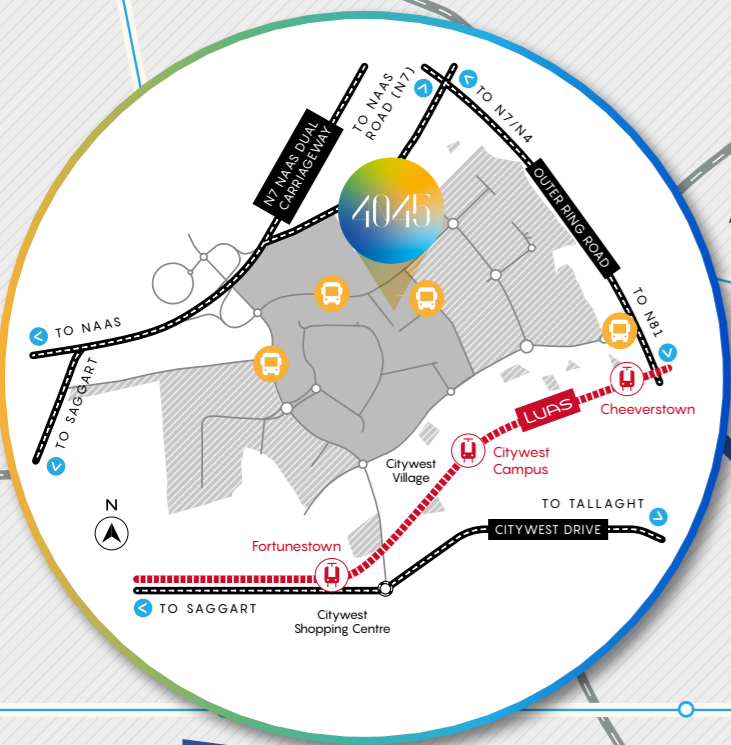 TO NAAS
ROAD (N7)
TO N7/N4
N7 NAAS DUAL
CARRIAGEWAY
OUTER RING ROAD
4045
TO N81
TO NAAS
TO SAGGART
LUAS
Cheeverstown
Citywest
Campus
Citywest
Village
N
TO TALLAGHT
CITYWEST DRIVE
Fortunestown
TO SAGGART
Citywest
Shopping Centre